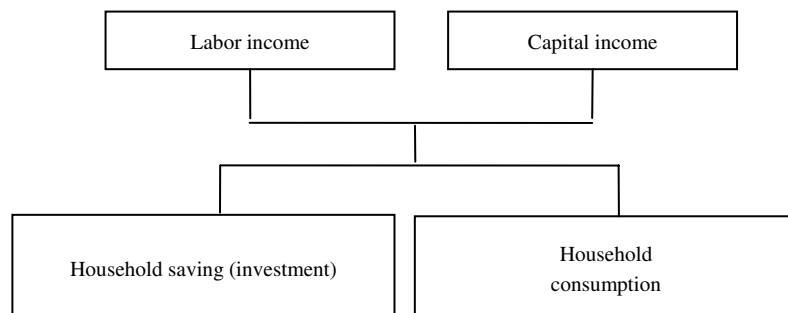 Labor income
Capital income
Household saving (investment)
Household
consumption